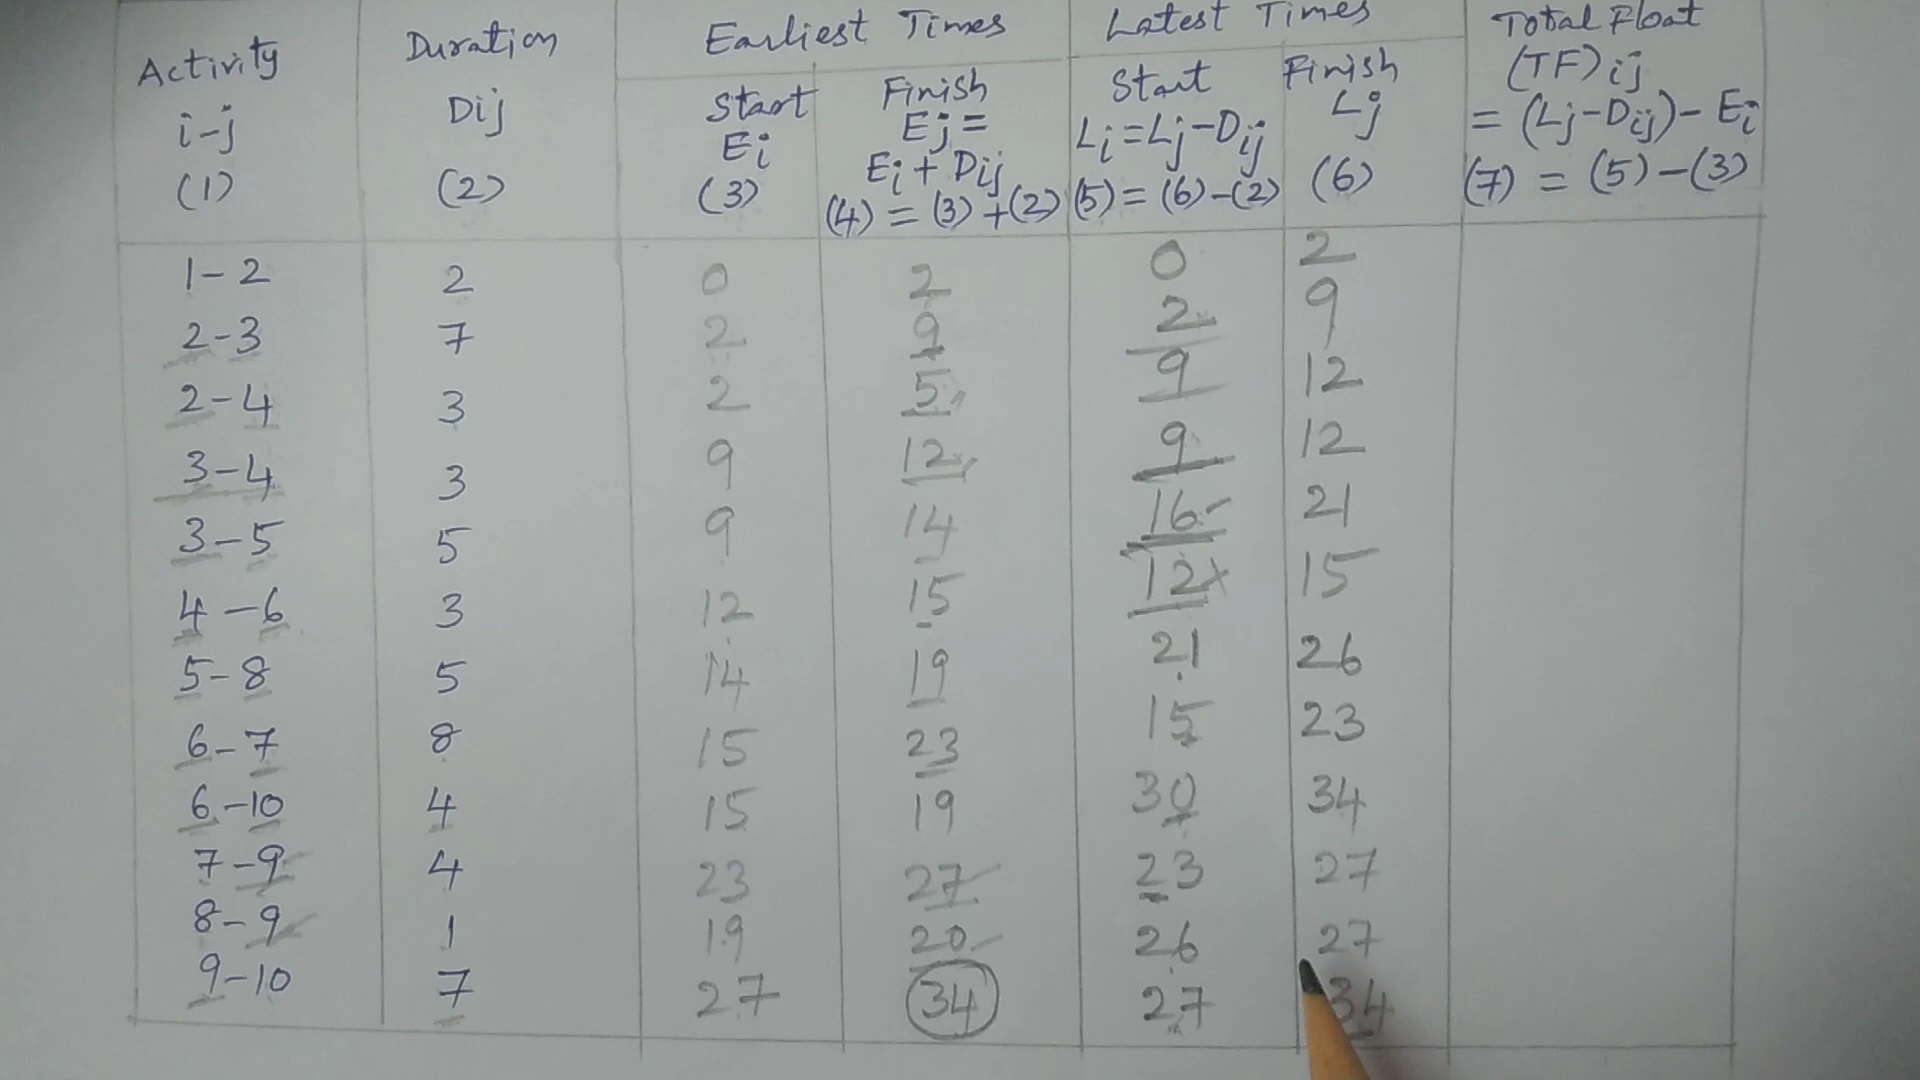 Activity Duration Earliest Times Latest Times Total Float
i-j Dij Start Finish Start Finish (TF)ij
Ei Ej= Li=Lj-Dij Lj = (Lj-Dij)-Ei
Ei+Dij
(1) (2) (3) (4) = (3)+(2) (5)= (6)-(2) (6) (7) = (5)-(3)
1-2 2 0 2 0 2
2-3 7 2 9 2 9
2-4 3 2 5 9 12
3-4 3 9 12 9 12
3-5 5 9 14 16 21
4-6 3 12 15 12 15
5-8 5 14 19 21 26
6-7 8 15 23 15 23
6-10 4 15 19 30 34
7-9 4 23 27 23 27
8-9 1 19 20 26 27
9-10 7 27 34 27 34